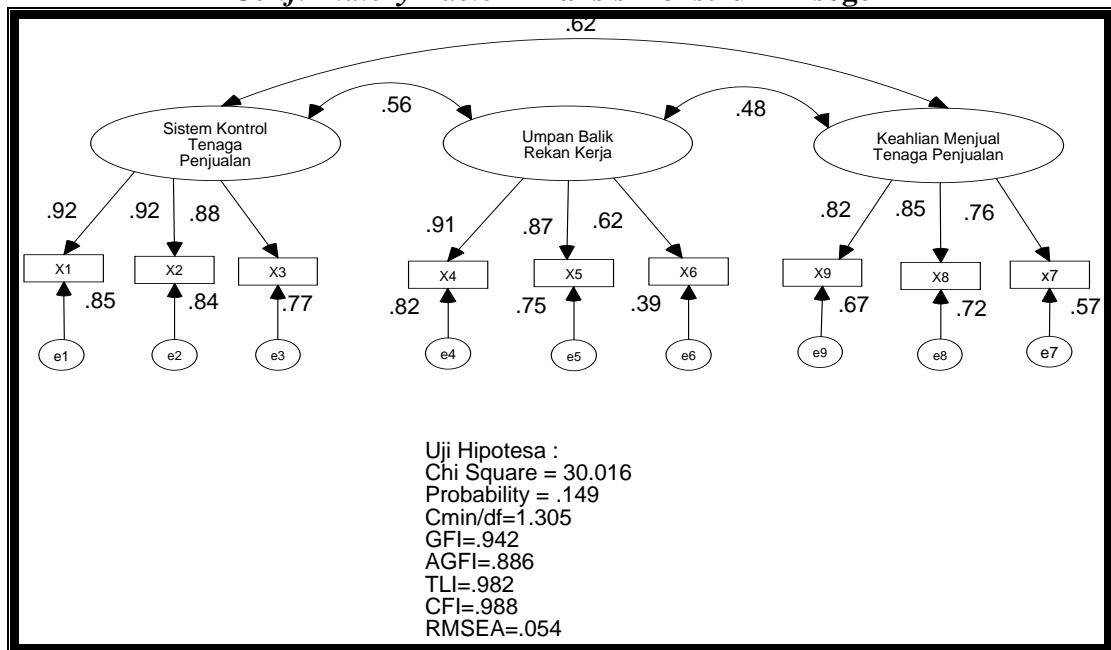 .62
.56
.48
Sistem Kontrol
Tenaga
Penjualan
Umpan Balik
Rekan Kerja
Keahlian Menjual
Tenaga Penjualan
.92 .92 .88 .91 .87 .62 .82 .85 .76
X1 X2 X3 X4 X5 X6 X9 X8 x7
.85 .84 .77 .82 .75 .39 .67 .72 .57
e1 e2 e3 e4 e5 e6 e9 e8 e7
Uji Hipotesa :
Chi Square = 30.016
Probability = .149
Cmin/df=1.305
GFI=.942
AGFI=.886
TLI=.982
CFI=.988
RMSEA=.054